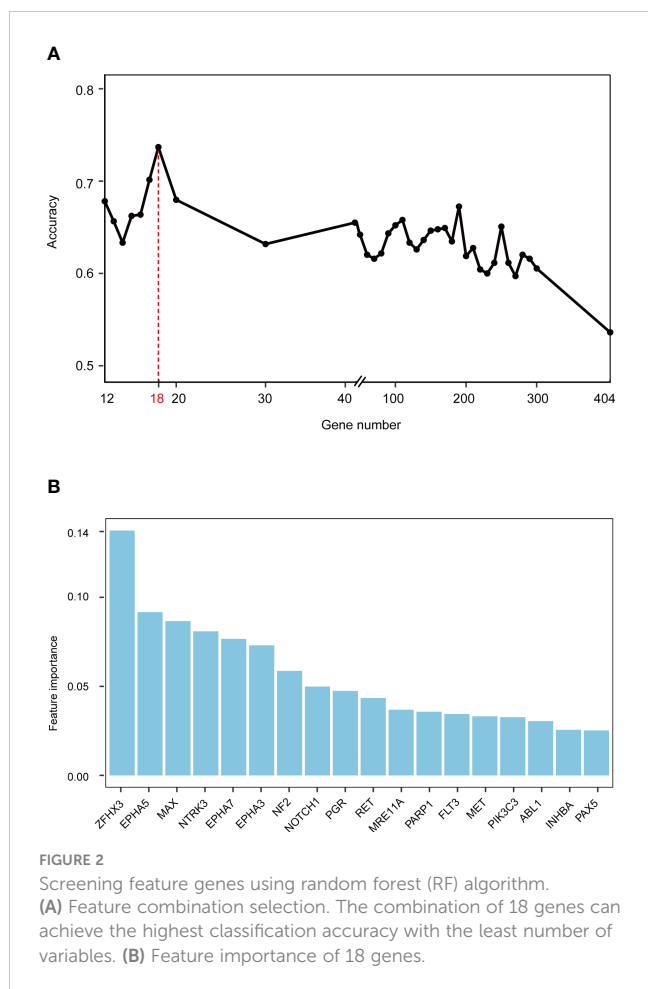 A
0.8
0.7
0.6
0.5
Accuracy
12 18 20 30 40 100 200 300 404
Gene number
B
0.14
0.10
0.05
0.00
Feature importance
ZFHX3 EPHA5 MAX NTRK3 EPHA7 EPHA3 NF2 NOTCH1 PGR RET MRE11A PARP1 FLT3 MET PIK3C3 ABL1 INHBA PAX5
FIGURE 2
Screening feature genes using random forest (RF) algorithm.
(A) Feature combination selection. The combination of 18 genes can
achieve the highest classification accuracy with the least number of
variables. (B) Feature importance of 18 genes.